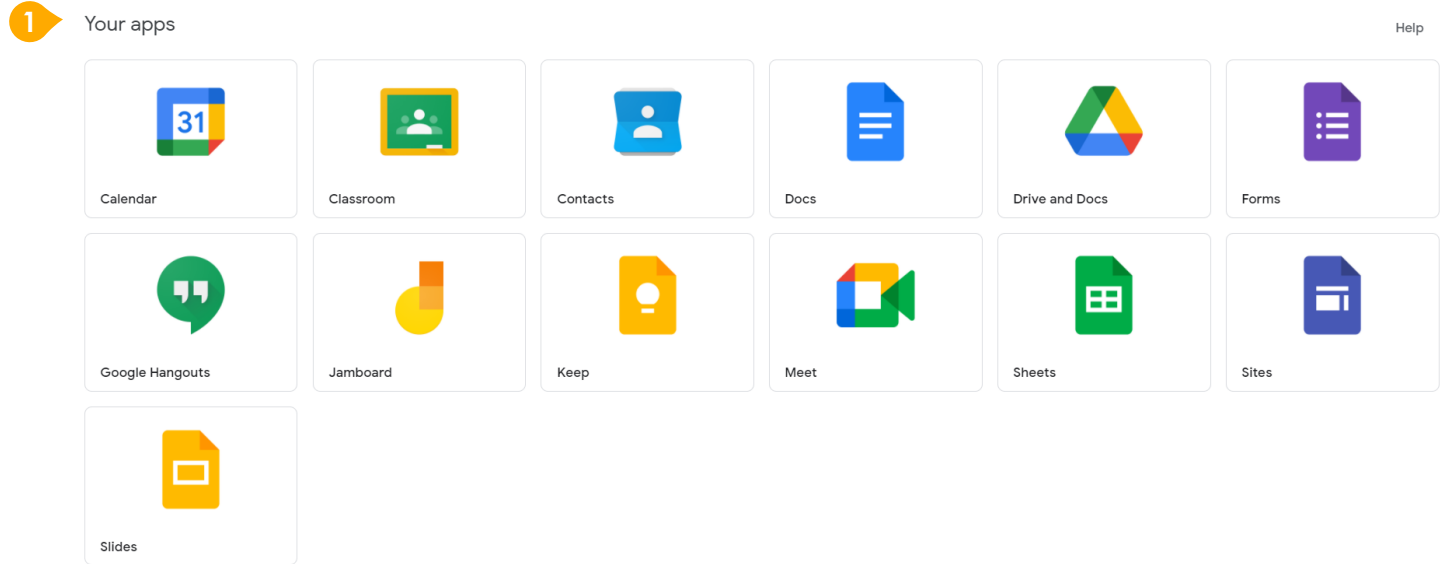 1
Your apps
Help
31
Calendar
Classroom
Contacts
Docs
Drive and Docs
Forms
Google Hangouts
Jamboard
Keep
Meet
Sheets
Sites
Slides